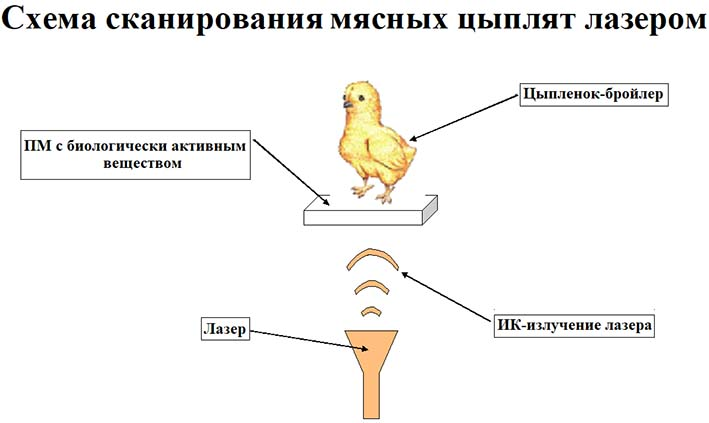 Схема сканирования мясных цыплят лазером
Цыпленок-бройлер
ПМ с биологически активным
веществом
ИК-излучение лазера
Лазер